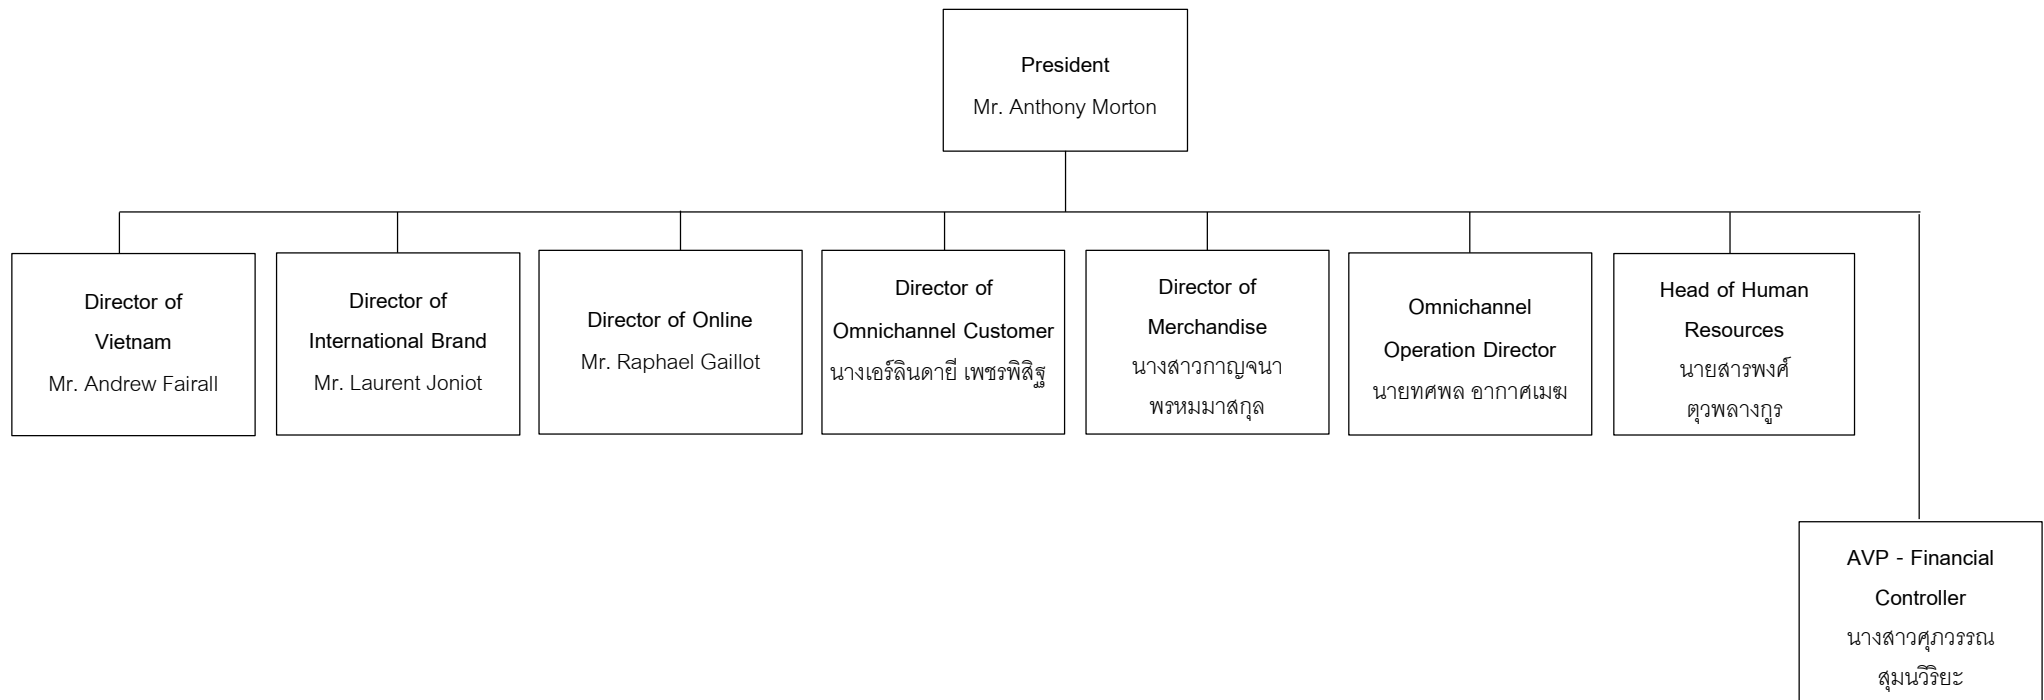 President
Mr. Anthony Morton
Director of
Vietnam
Mr. Andrew Fairall
Director of
International Brand
Mr. Laurent Joniot
Director of Online
Mr. Raphael Gaillot
Director of
Omnichannel Customer
นางเอร์ลินดายี เพชรพิสิฐ
Director of
Merchandise
นางสาวกาญจนา
พรหมมาสกุล
Omnichannel
Operation Director
นายทศพล อากาศเมฆ
Head of Human
Resources
นายสารพงศ์
ตุวพลางกูร
AVP - Financial
Controller
นางสาวศุภวรรณ
สุมนวิริยะ